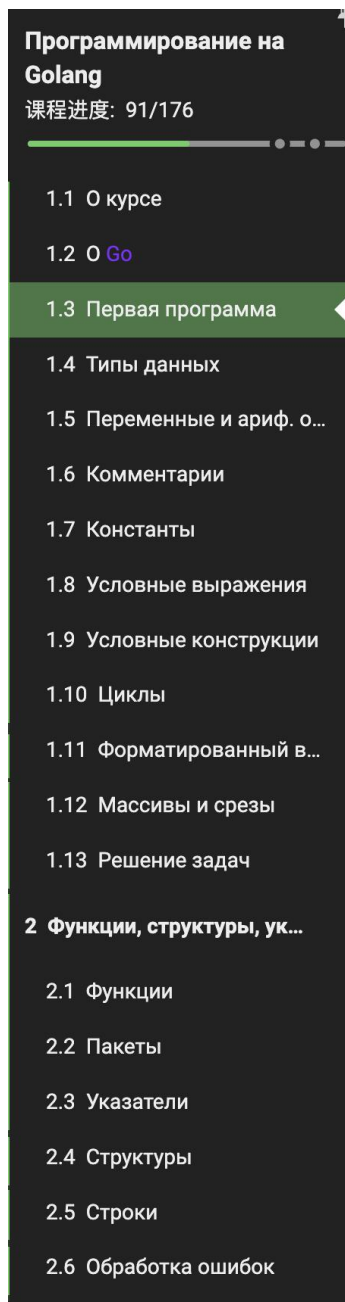 Программирование на
Golang
课程进度: 91/176
1.1 О курсе
1.2 О Go
1.3 Первая программа
1.4 Типы данных
1.5 Переменные и ариф. о...
1.6 Комментарии
1.7 Константы
1.8 Условные выражения
1.9 Условные конструкции
1.10 Циклы
1.11 Форматированный в...
1.12 Массивы и срезы
1.13 Решение задач
2 Функции, структуры, ук...
2.1 Функции
2.2 Пакеты
2.3 Указатели
2.4 Структуры
2.5 Строки
2.6 Обработка ошибок